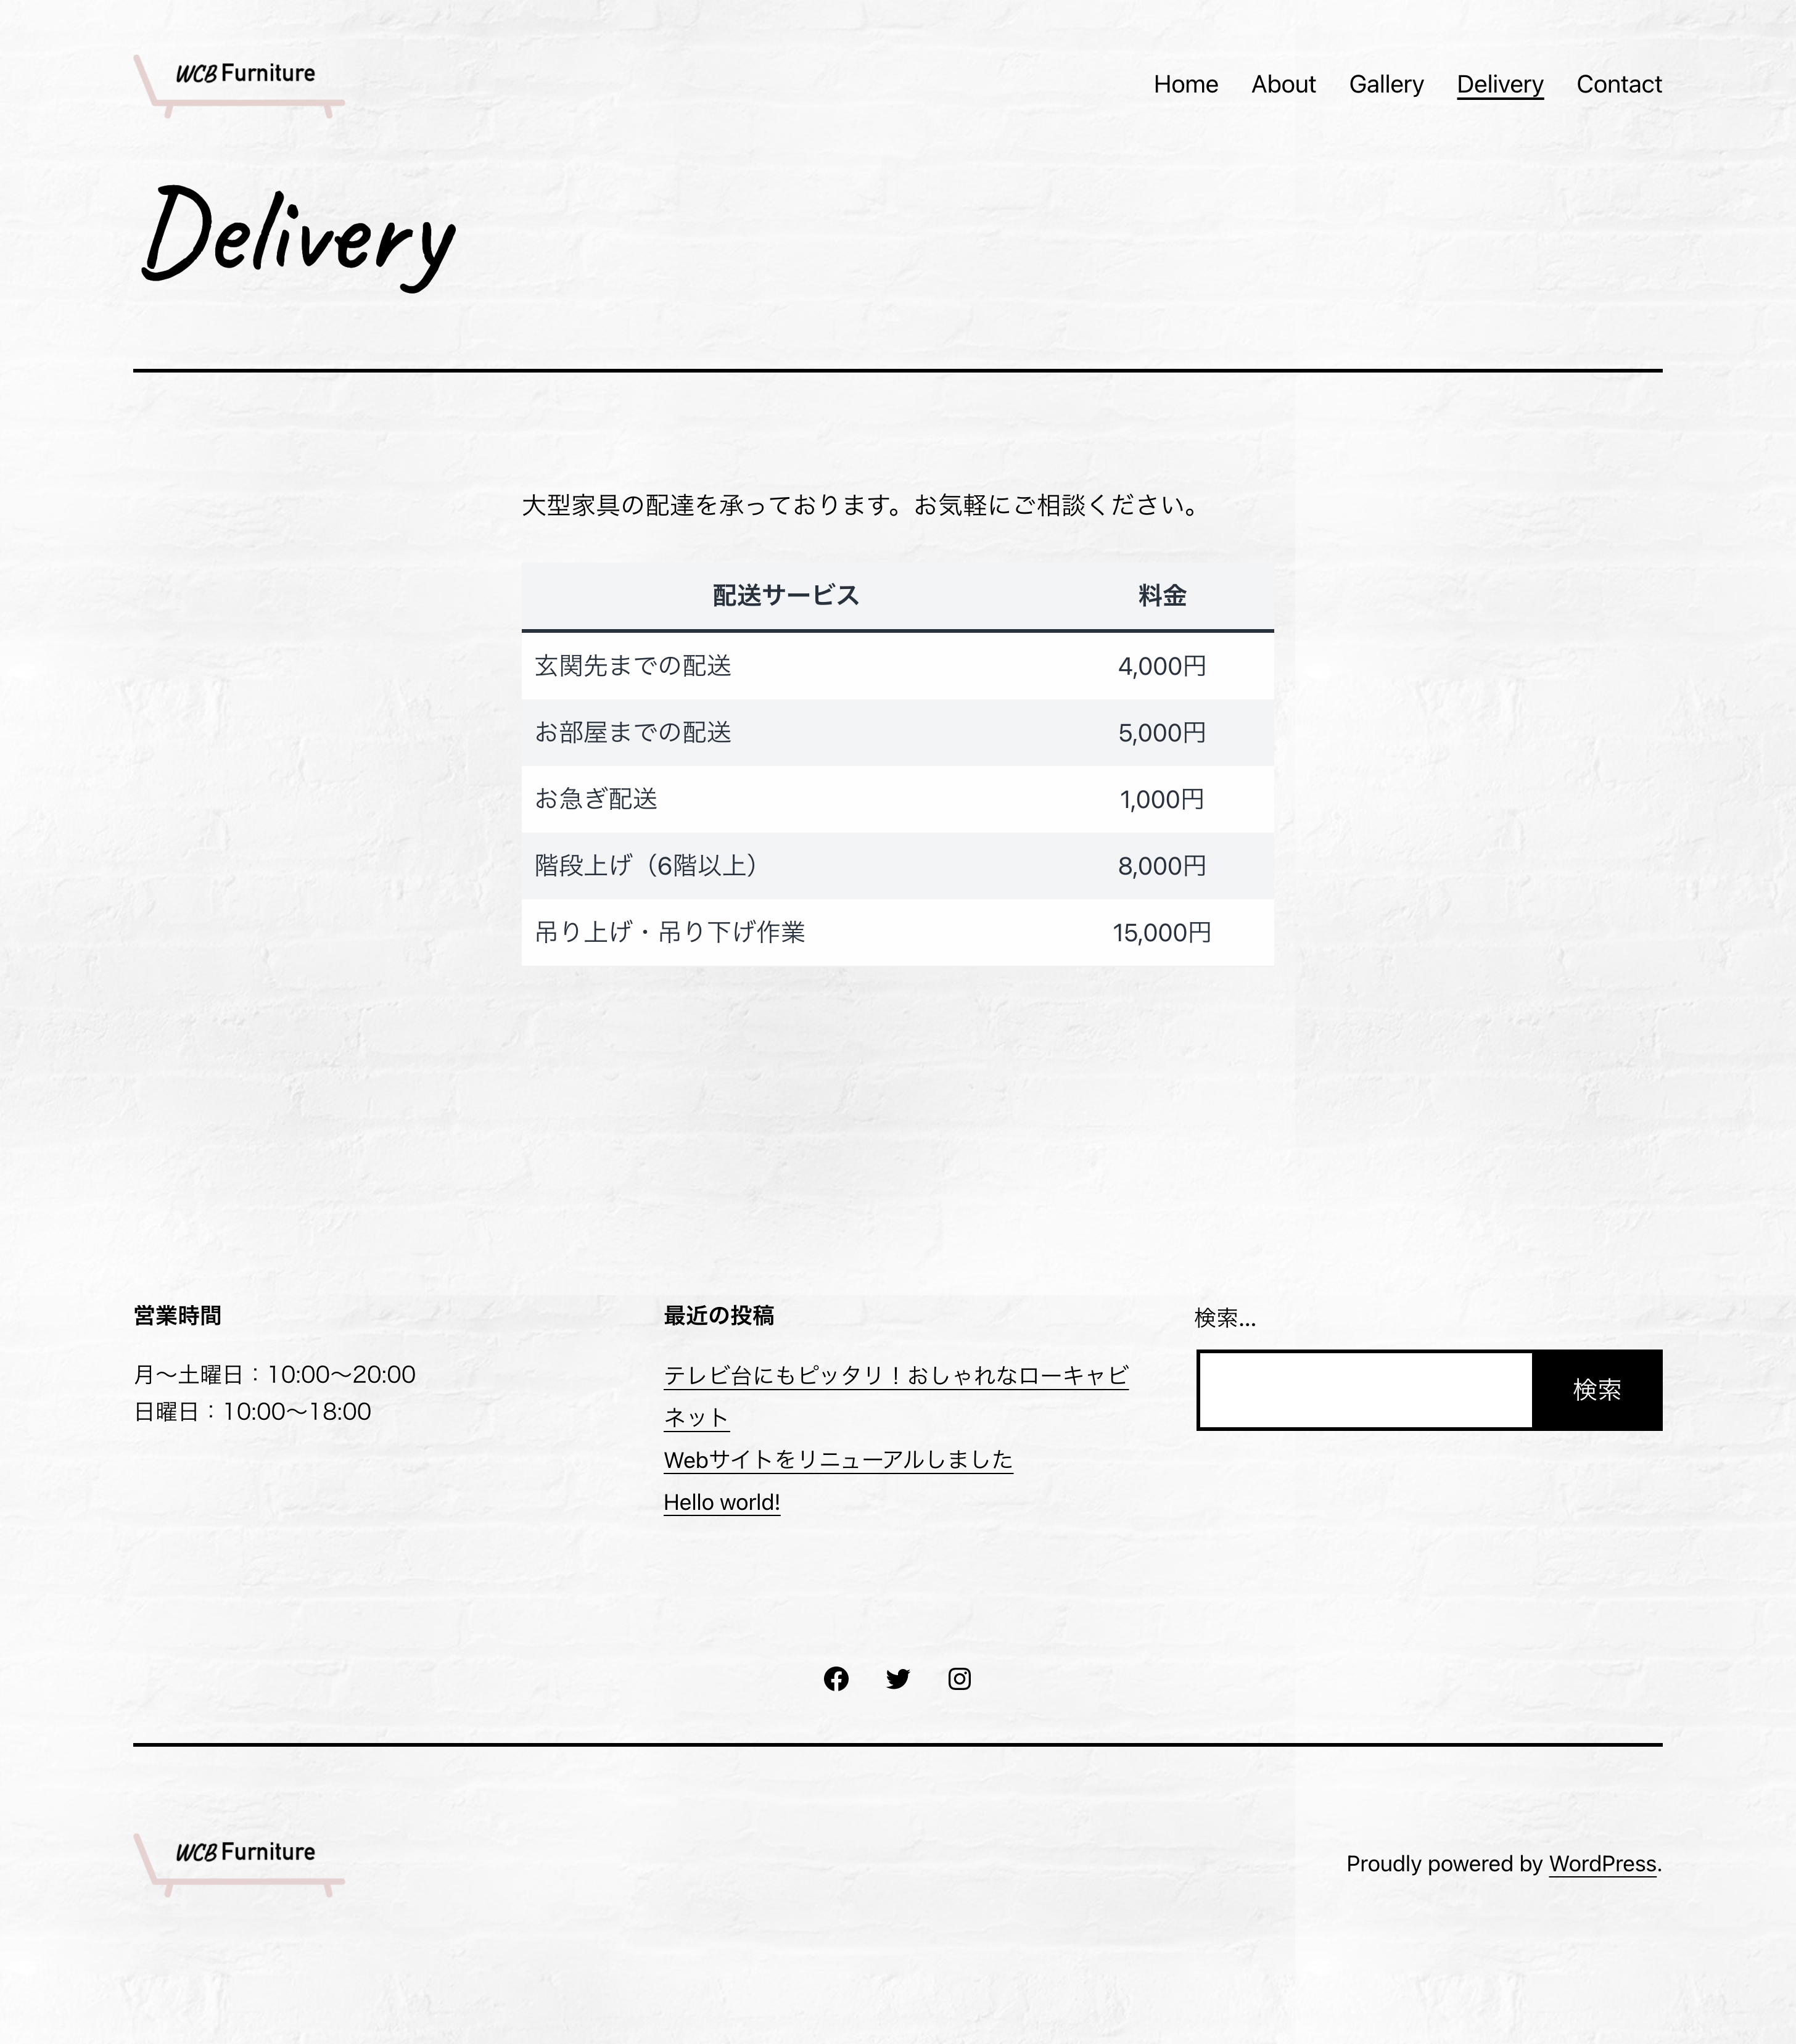 WCB Furniture
Home About Gallery Delivery Contact
Delivery
大型家具の配達を承っております。お気軽にご相談ください。
配送サービス 料金
玄関先までの配送 4,000円
お部屋までの配送 5,000円
お急ぎ配送 1,000円
階段上げ（6階以上） 8,000円
吊り上げ・吊り下げ作業 15,000円
営業時間
月〜土曜日：10:00〜20:00
日曜日：10:00〜18:00
最近の投稿
テレビ台にもピッタリ！おしゃれなローキャビ
ネット
Webサイトをリニューアルしました
Hello world!
検索…
検索
WCB Furniture
Proudly powered by WordPress.